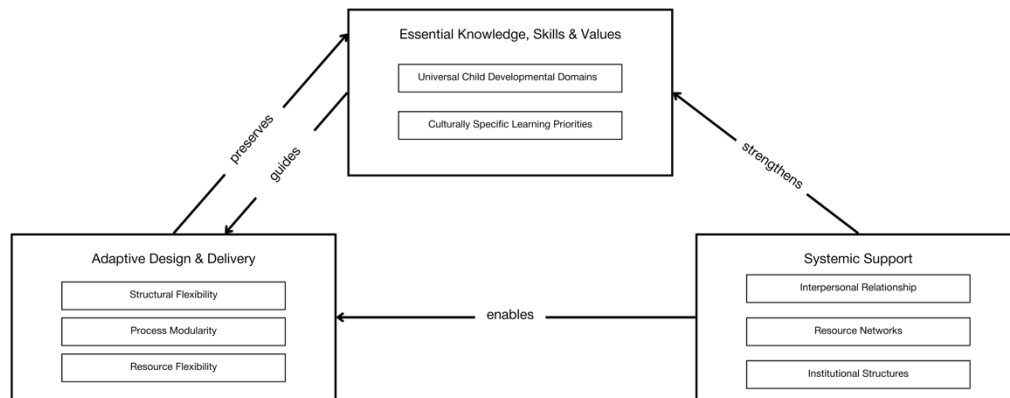 Essential Knowledge, Skills & Values
Universal Child Developmental Domains
Culturally Specific Learning Priorities
preserves
guides
strengthens
Adaptive Design & Delivery
Structural Flexibility
Process Modularity
Resource Flexibility
enables
Systemic Support
Interpersonal Relationship
Resource Networks
Institutional Structures